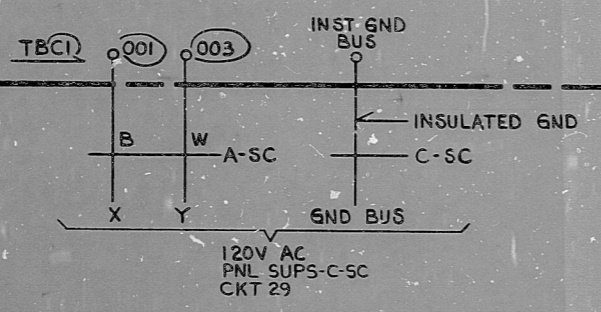 INST GND
BUS
TBC1 001 003
INSULATED GND
B W A-SC C-SC
X Y GND BUS
120V AC
PNL SUPS-C-SC
CKT 29